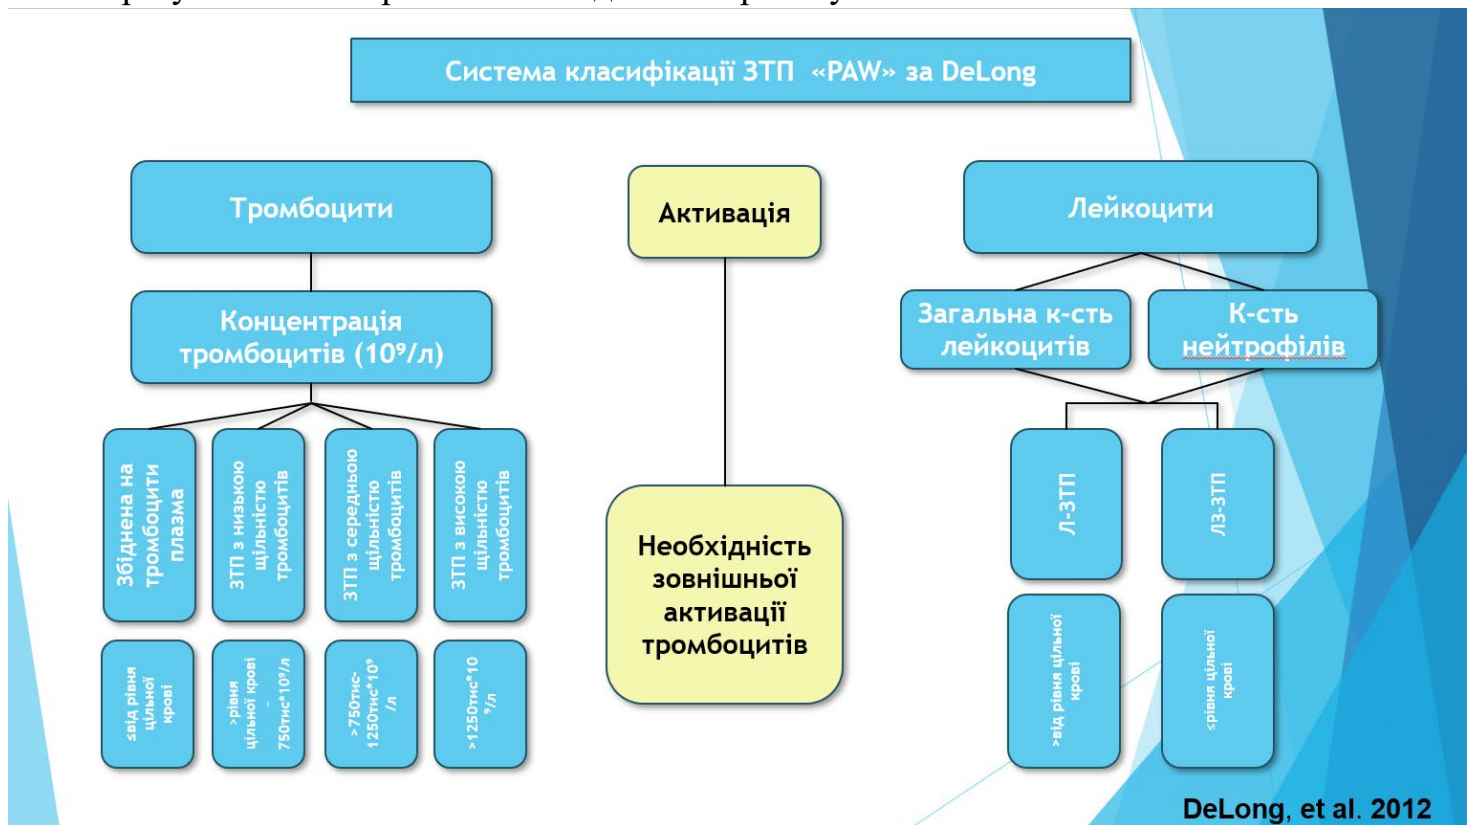 Система класифікації ЗТП «PAW» за DeLong
Тромбоцити
Активація
Лейкоцити
Концентрація
тромбоцитів (10⁹/л)
Загальна к-сть
лейкоцитів
К-сть
нейтрофілів
Збіднена на
тромбоцити
плазма
ЗТП з низькою
щільністю
тромбоцитів
ЗТП з середньою
щільністю
тромбоцитів
ЗТП з високою
щільністю
тромбоцитів
Необхідність
зовнішньої
активації
тромбоцитів
Л-ЗТП
ЛЗ-ЗТП
≤від рівня
цільної
крові
>рівня
цільної крові
-
750тис*10⁹/л
>750тис-
1250тис*10⁹
/л
>1250тис*10
⁹/л
>від рівня цільної
крові
≤рівня цільної
крові
DeLong, et al. 2012